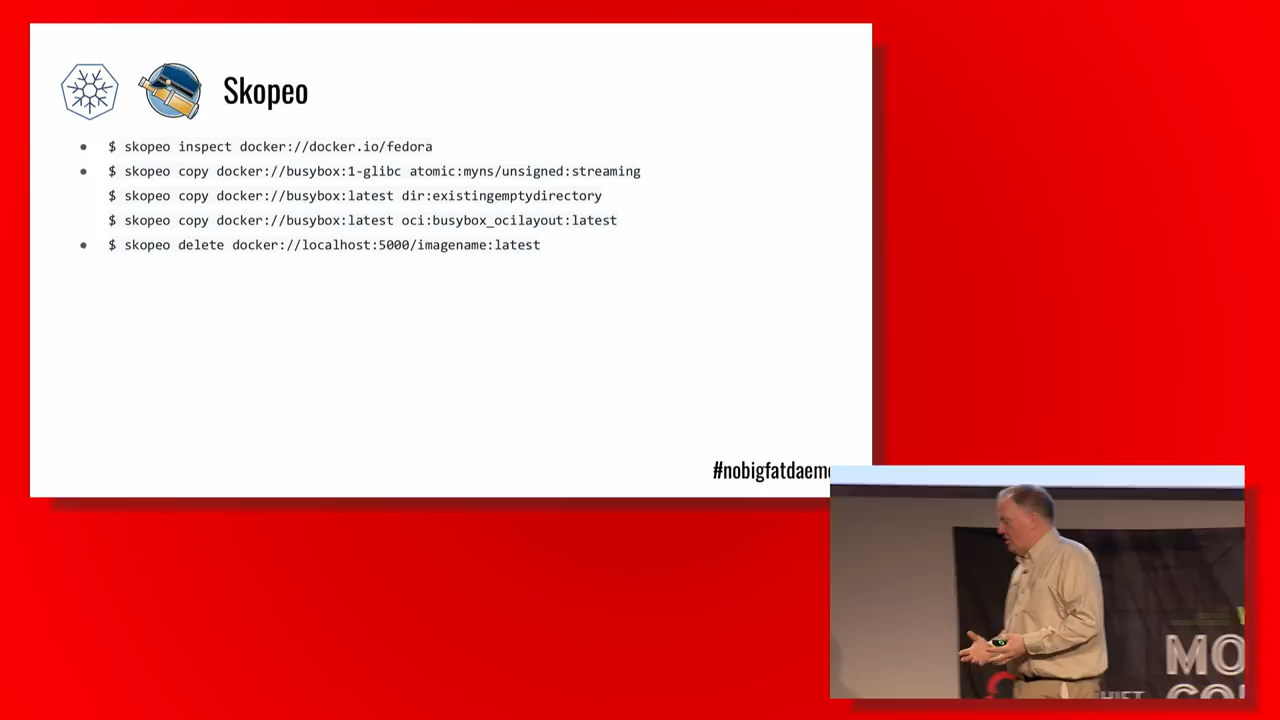 Skopeo
$ skopeo inspect docker://docker.io/fedora
$ skopeo copy docker://busybox:1-glibc atomic:myns/unsigned:streaming
$ skopeo copy docker://busybox:latest dir:existingemptydirectory
$ skopeo copy docker://busybox:latest oci:busybox_ocilayout:latest
$ skopeo delete docker://localhost:5000/imagename:latest
#nobigfatdaem
MO